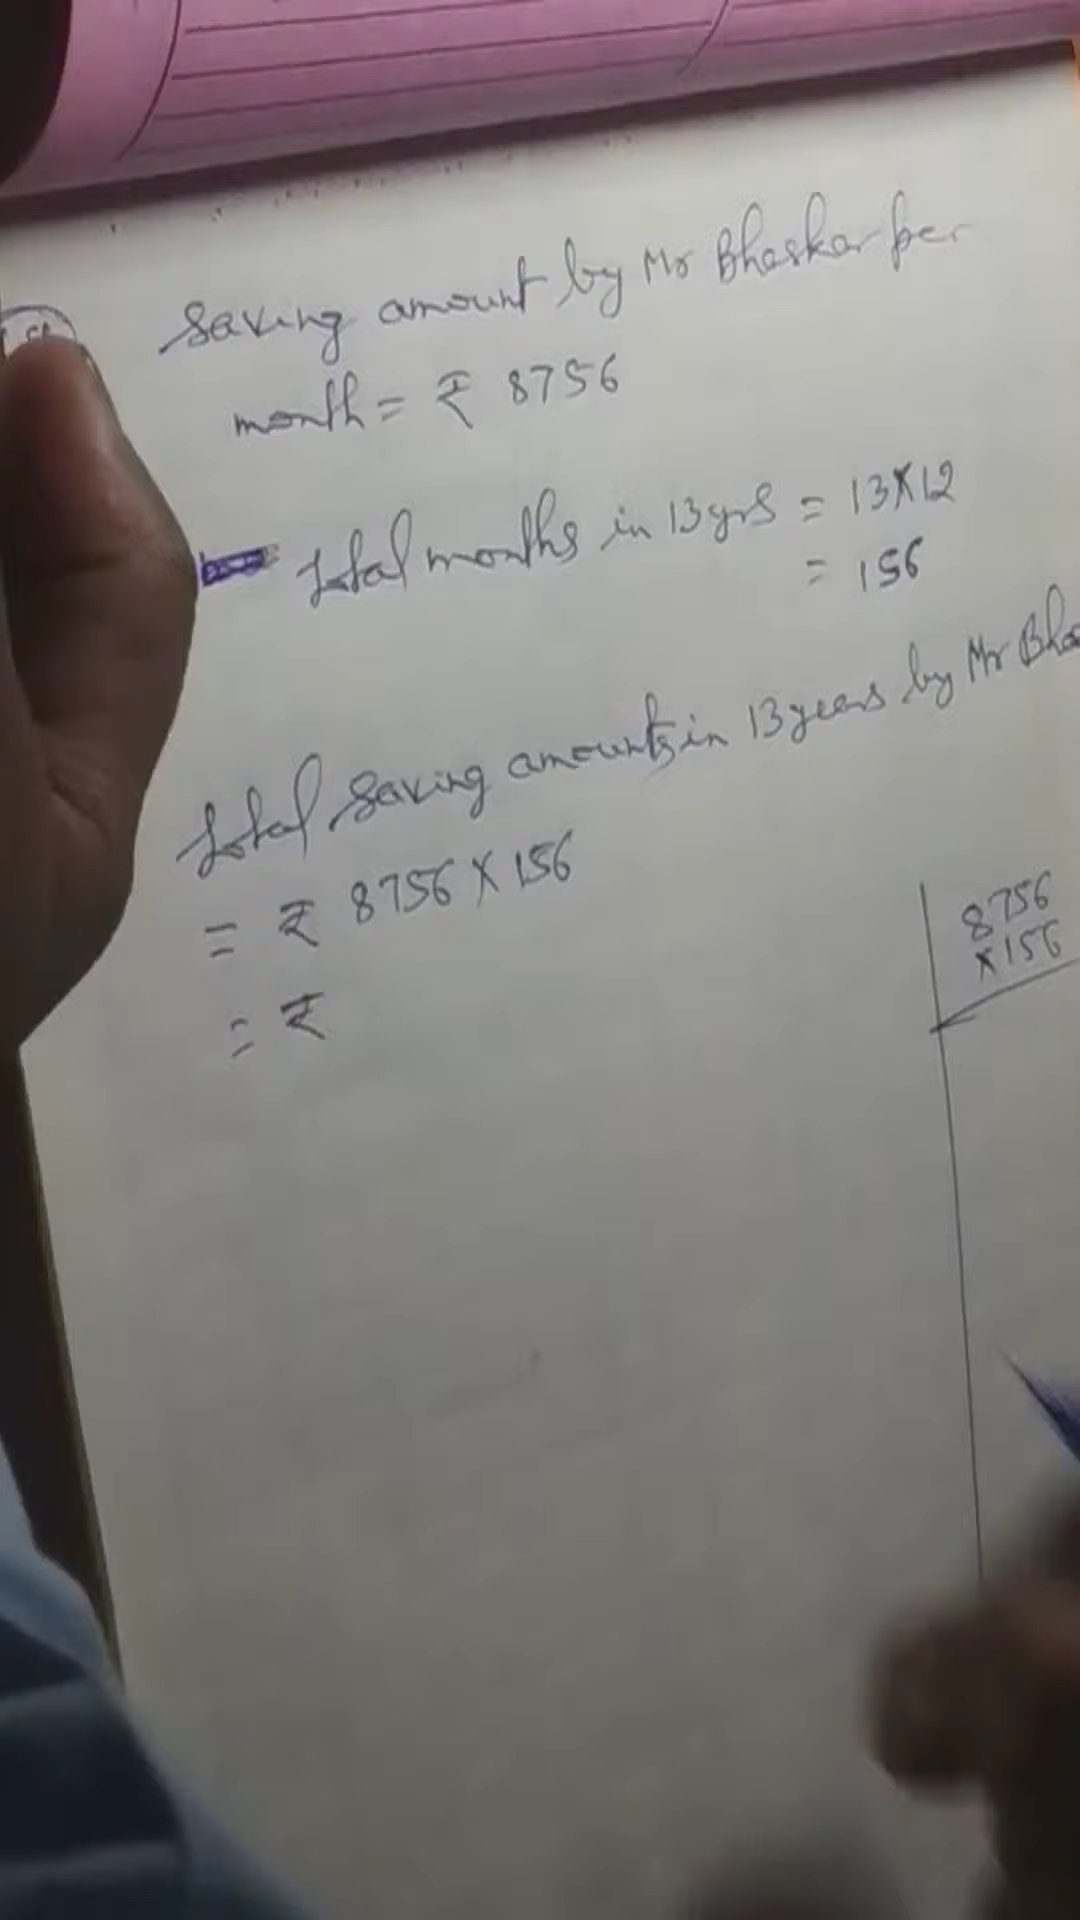 Saving amount by Mr Bhaskar per
month = ₹ 8756
Total months in 13 yrs = 13×12
= 156
total saving amounts in 13 years by Mr Bha
= ₹ 8756 × 156
= ₹
8756
×156